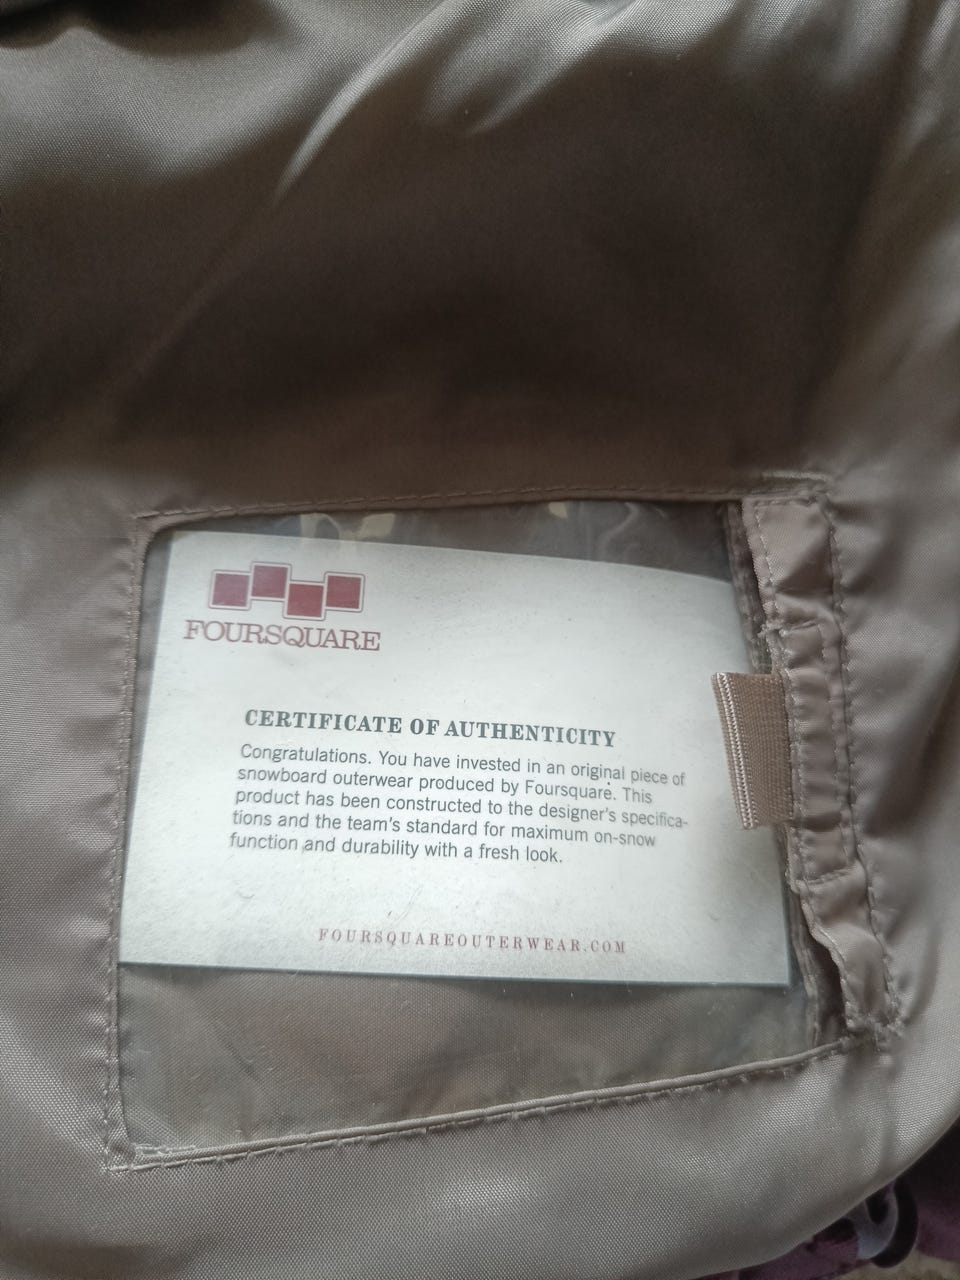 FOURSQUARE
CERTIFICATE OF AUTHENTICITY
Congratulations. You have invested in an original piece of
snowboard outerwear produced by Foursquare. This
product has been constructed to the designer's specifica-
tions and the team's standard for maximum on-snow
function and durability with a fresh look.
FOURSQUAREOUTERWEAR.COM